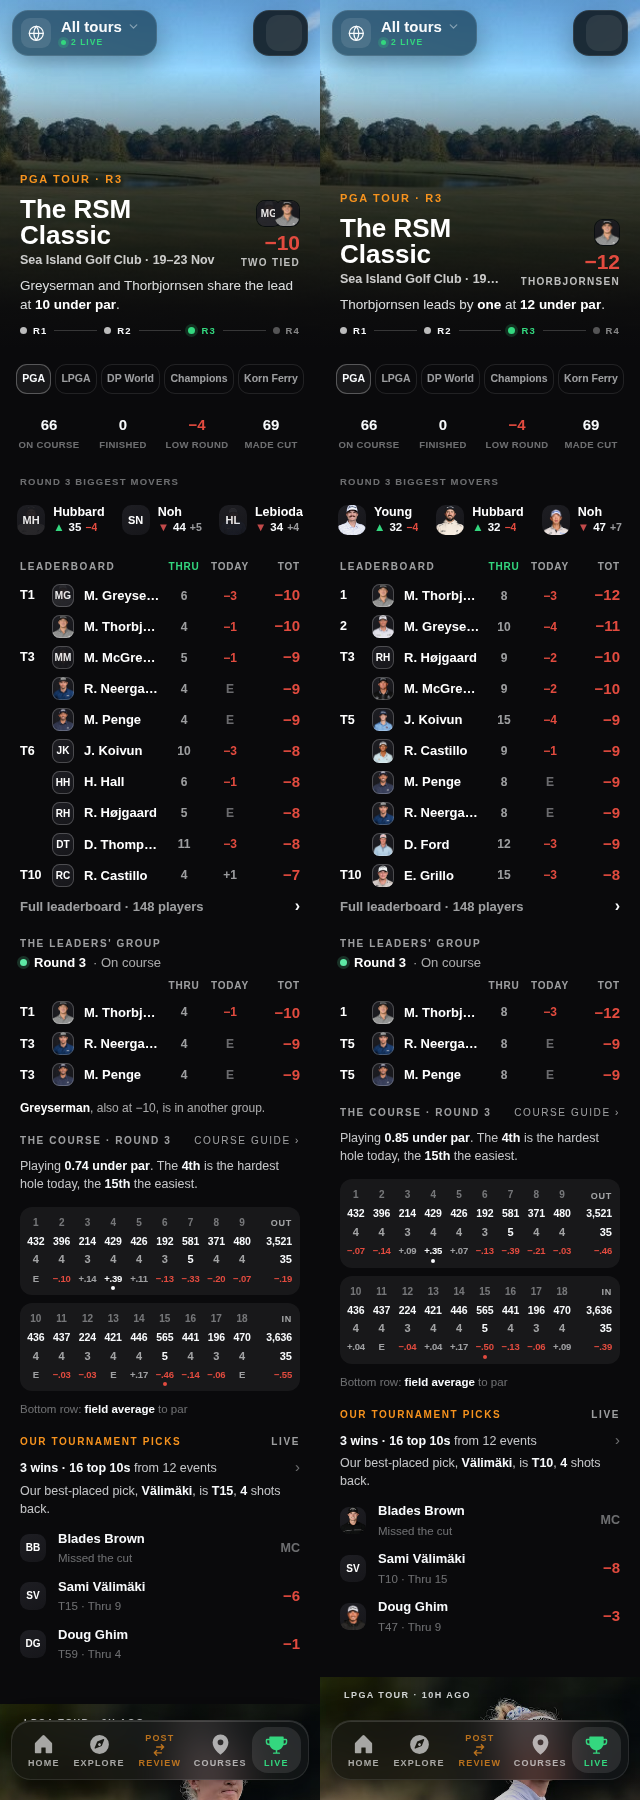 All tours
2 LIVE
PGA TOUR · R3
The RSM
Classic
MG
−10
Sea Island Golf Club · 19–23 Nov
TWO TIED
Greyserman and Thorbjornsen share the lead
at 10 under par.
R1 R2 R3 R4
PGA LPGA DP World Champions Korn Ferry
66 0 −4 69
ON COURSE FINISHED LOW ROUND MADE CUT
ROUND 3 BIGGEST MOVERS
MH Hubbard ▲ 35 −4
SN Noh ▼ 44 +5
HL Lebioda ▼ 34 +4
LEADERBOARD THRU TODAY TOT
T1 MG M. Greyse... 6 −3 −10
M. Thorbj... 4 −1 −10
T3 MM M. McGre... 5 −1 −9
R. Neerga... 4 E −9
M. Penge 4 E −9
T6 JK J. Koivun 10 −3 −8
HH H. Hall 6 −1 −8
RH R. Højgaard 5 E −8
DT D. Thomp... 11 −3 −8
T10 RC R. Castillo 4 +1 −7
Full leaderboard · 148 players ›
THE LEADERS' GROUP
Round 3 · On course
THRU TODAY TOT
T1 M. Thorbj... 4 −1 −10
T3 R. Neerga... 4 E −9
T3 M. Penge 4 E −9
Greyserman, also at −10, is in another group.
THE COURSE · ROUND 3 COURSE GUIDE ›
Playing 0.74 under par. The 4th is the hardest
hole today, the 15th the easiest.
1 2 3 4 5 6 7 8 9 OUT
432 396 214 429 426 192 581 371 480 3,521
4 4 3 4 4 3 5 4 4 35
E −.10 +.14 +.39 +.11 −.13 −.33 −.20 −.07 −.19
10 11 12 13 14 15 16 17 18 IN
436 437 224 421 446 565 441 196 470 3,636
4 4 3 4 4 5 4 3 4 35
E −.03 −.03 E +.17 −.46 −.14 −.06 E −.55
Bottom row: field average to par
OUR TOURNAMENT PICKS LIVE
3 wins · 16 top 10s from 12 events ›
Our best-placed pick, Välimäki, is T15, 4 shots
back.
BB Blades Brown MC
Missed the cut
SV Sami Välimäki −6
T15 · Thru 9
DG Doug Ghim −1
T59 · Thru 4
HOME EXPLORE POST REVIEW COURSES LIVE
All tours
2 LIVE
PGA TOUR · R3
The RSM
Classic
−12
Sea Island Golf Club · 19...
THORBJORNSEN
Thorbjornsen leads by one at 12 under par.
R1 R2 R3 R4
PGA LPGA DP World Champions Korn Ferry
66 0 −4 69
ON COURSE FINISHED LOW ROUND MADE CUT
ROUND 3 BIGGEST MOVERS
Young ▲ 32 −4
Hubbard ▲ 32 −4
Noh ▼ 47 +7
LEADERBOARD THRU TODAY TOT
1 M. Thorbj... 8 −3 −12
2 M. Greyse... 10 −4 −11
T3 RH R. Højgaard 9 −2 −10
M. McGre... 9 −2 −10
T5 J. Koivun 15 −4 −9
R. Castillo 9 −1 −9
M. Penge 8 E −9
R. Neerga... 8 E −9
D. Ford 12 −3 −9
T10 E. Grillo 15 −3 −8
Full leaderboard · 148 players ›
THE LEADERS' GROUP
Round 3 · On course
THRU TODAY TOT
1 M. Thorbj... 8 −3 −12
T5 R. Neerga... 8 E −9
T5 M. Penge 8 E −9
THE COURSE · ROUND 3 COURSE GUIDE ›
Playing 0.85 under par. The 4th is the hardest
hole today, the 15th the easiest.
1 2 3 4 5 6 7 8 9 OUT
432 396 214 429 426 192 581 371 480 3,521
4 4 3 4 4 3 5 4 4 35
−.07 −.14 +.09 +.35 +.07 −.13 −.39 −.21 −.03 −.46
10 11 12 13 14 15 16 17 18 IN
436 437 224 421 446 565 441 196 470 3,636
4 4 3 4 4 5 4 3 4 35
+.04 E −.04 +.04 +.17 −.50 −.13 −.06 +.09 −.39
Bottom row: field average to par
OUR TOURNAMENT PICKS LIVE
3 wins · 16 top 10s from 12 events ›
Our best-placed pick, Välimäki, is T10, 4 shots
back.
Blades Brown MC
Missed the cut
SV Sami Välimäki −8
T10 · Thru 15
Doug Ghim −3
T47 · Thru 9
LPGA TOUR · 10H AGO
HOME EXPLORE POST REVIEW COURSES LIVE